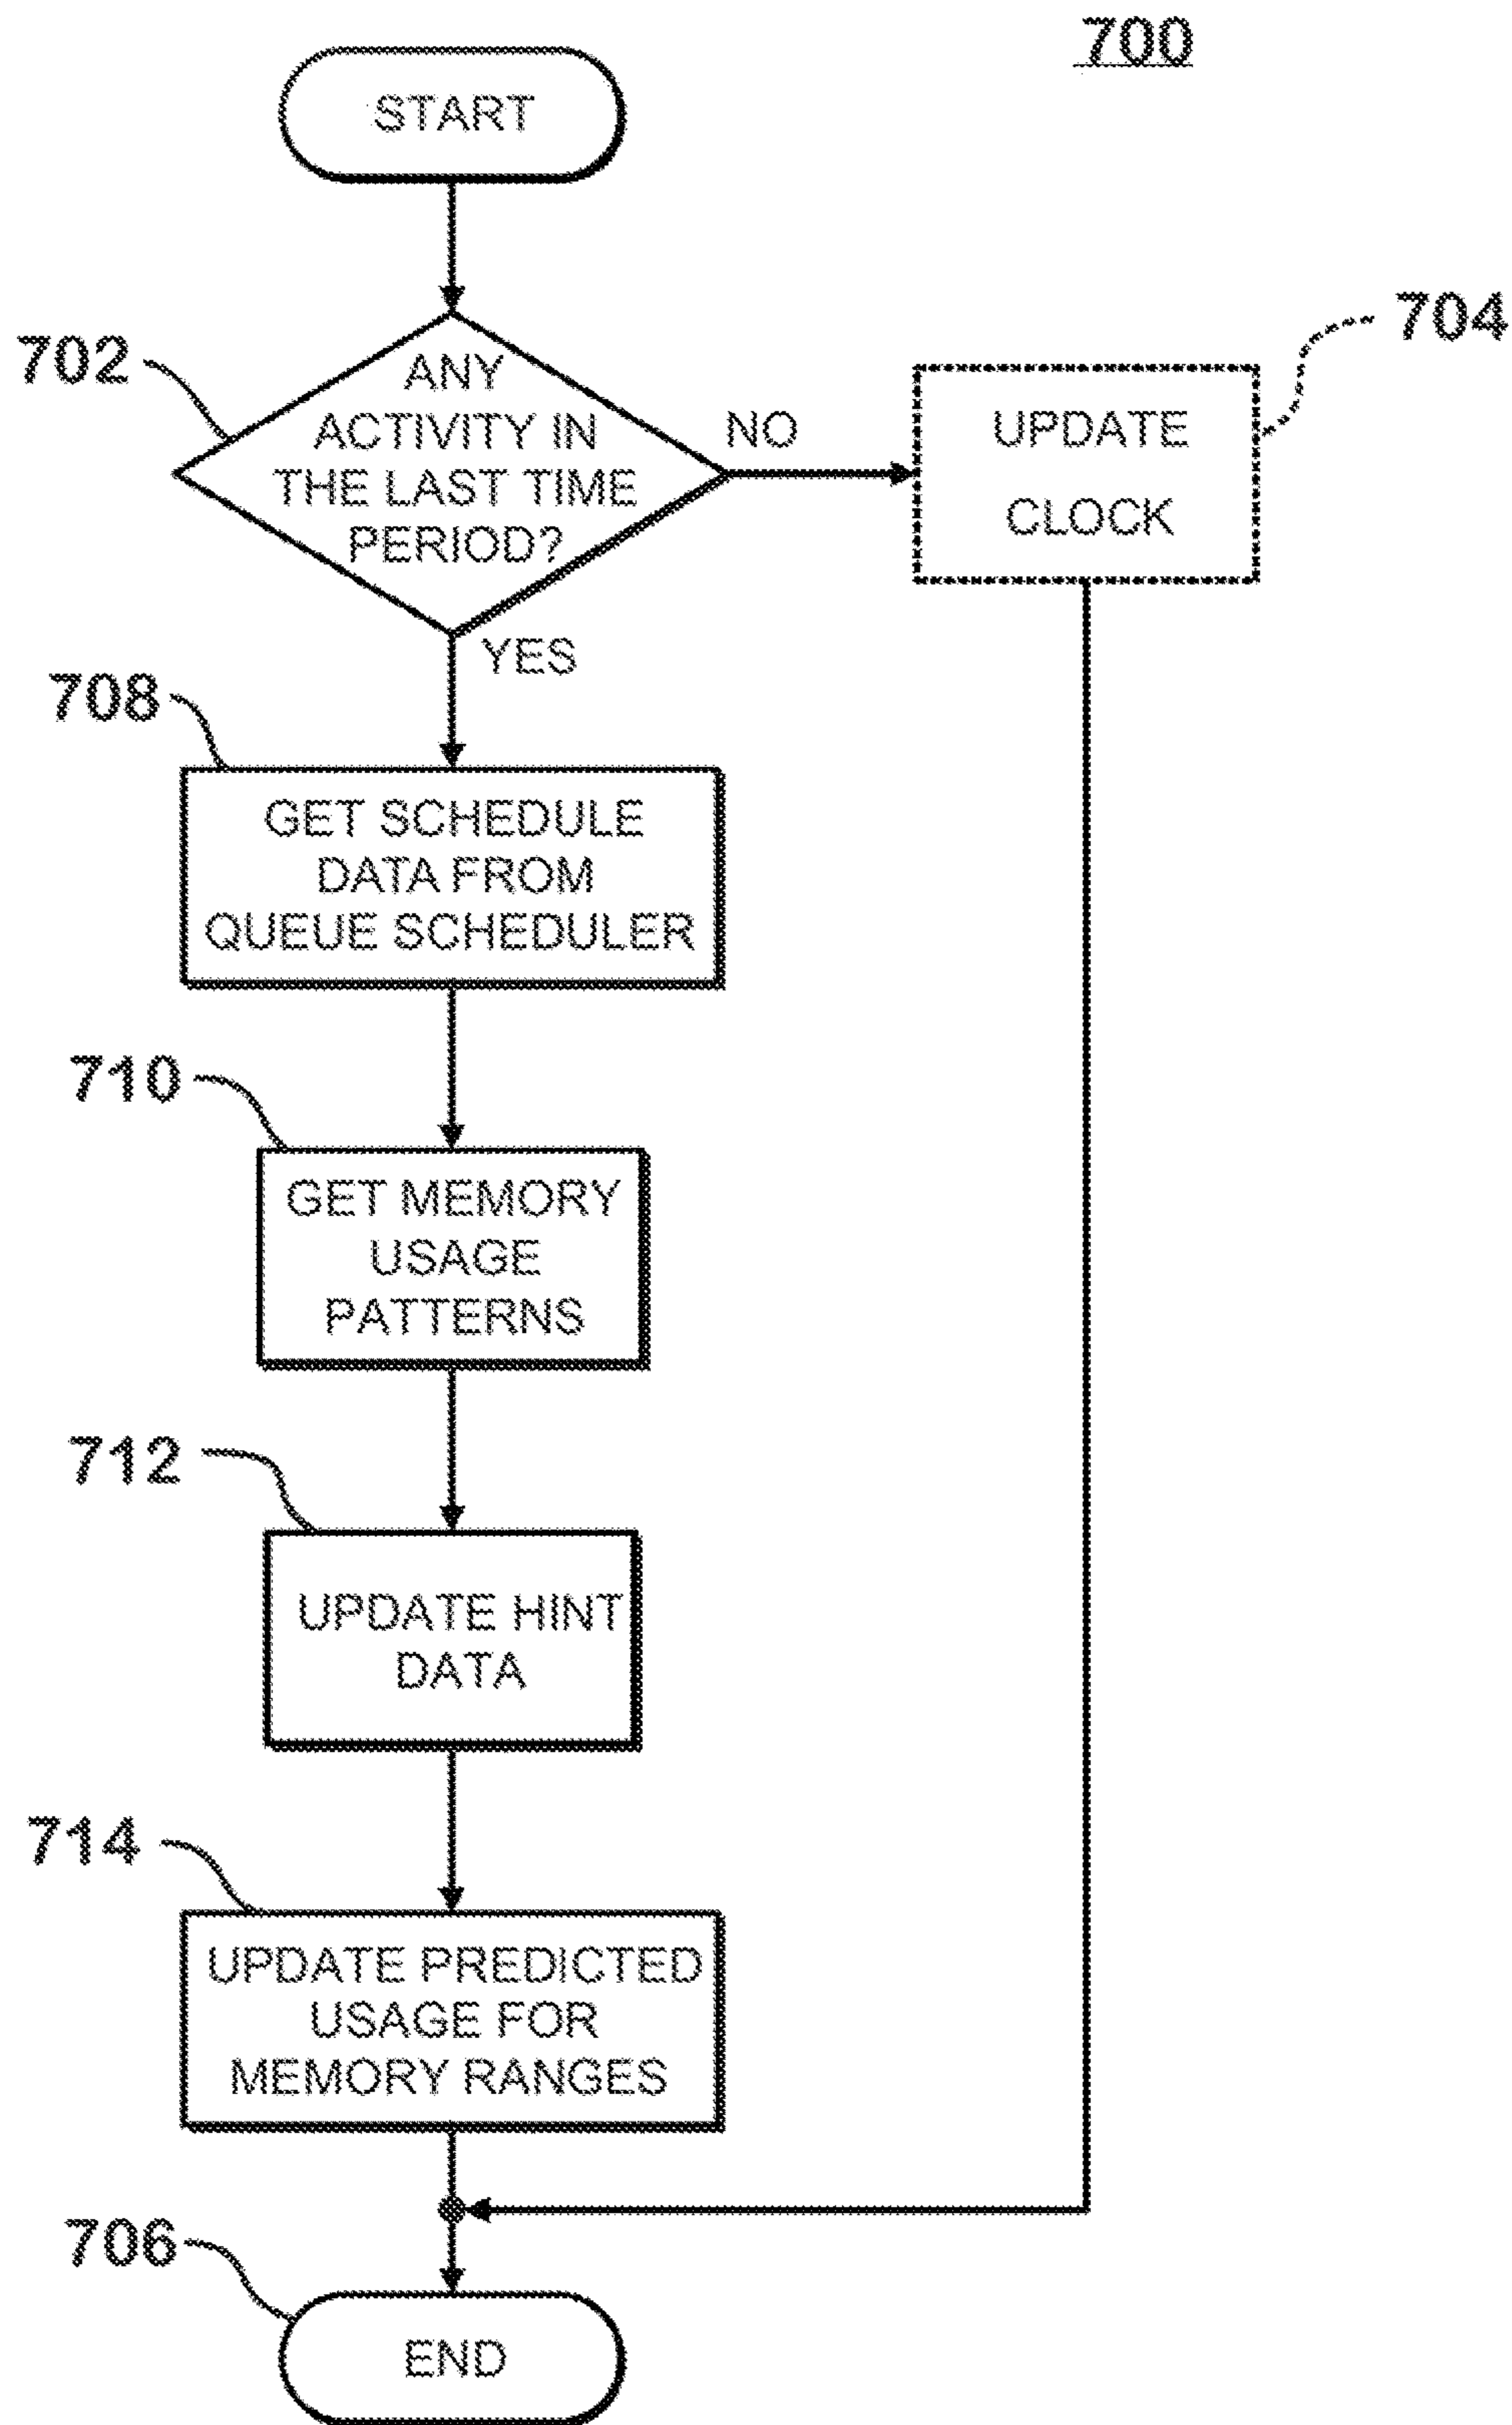 700
START
704
702
ANY
ACTIVITY IN
THE LAST TIME
PERIOD?
NO
UPDATE
CLOCK
YES
708
GET SCHEDULE
DATA FROM
QUEUE SCHEDULER
710
GET MEMORY
USAGE
PATTERNS
712
UPDATE HINT
DATA
714
UPDATE PREDICTED
USAGE FOR
MEMORY RANGES
706
END